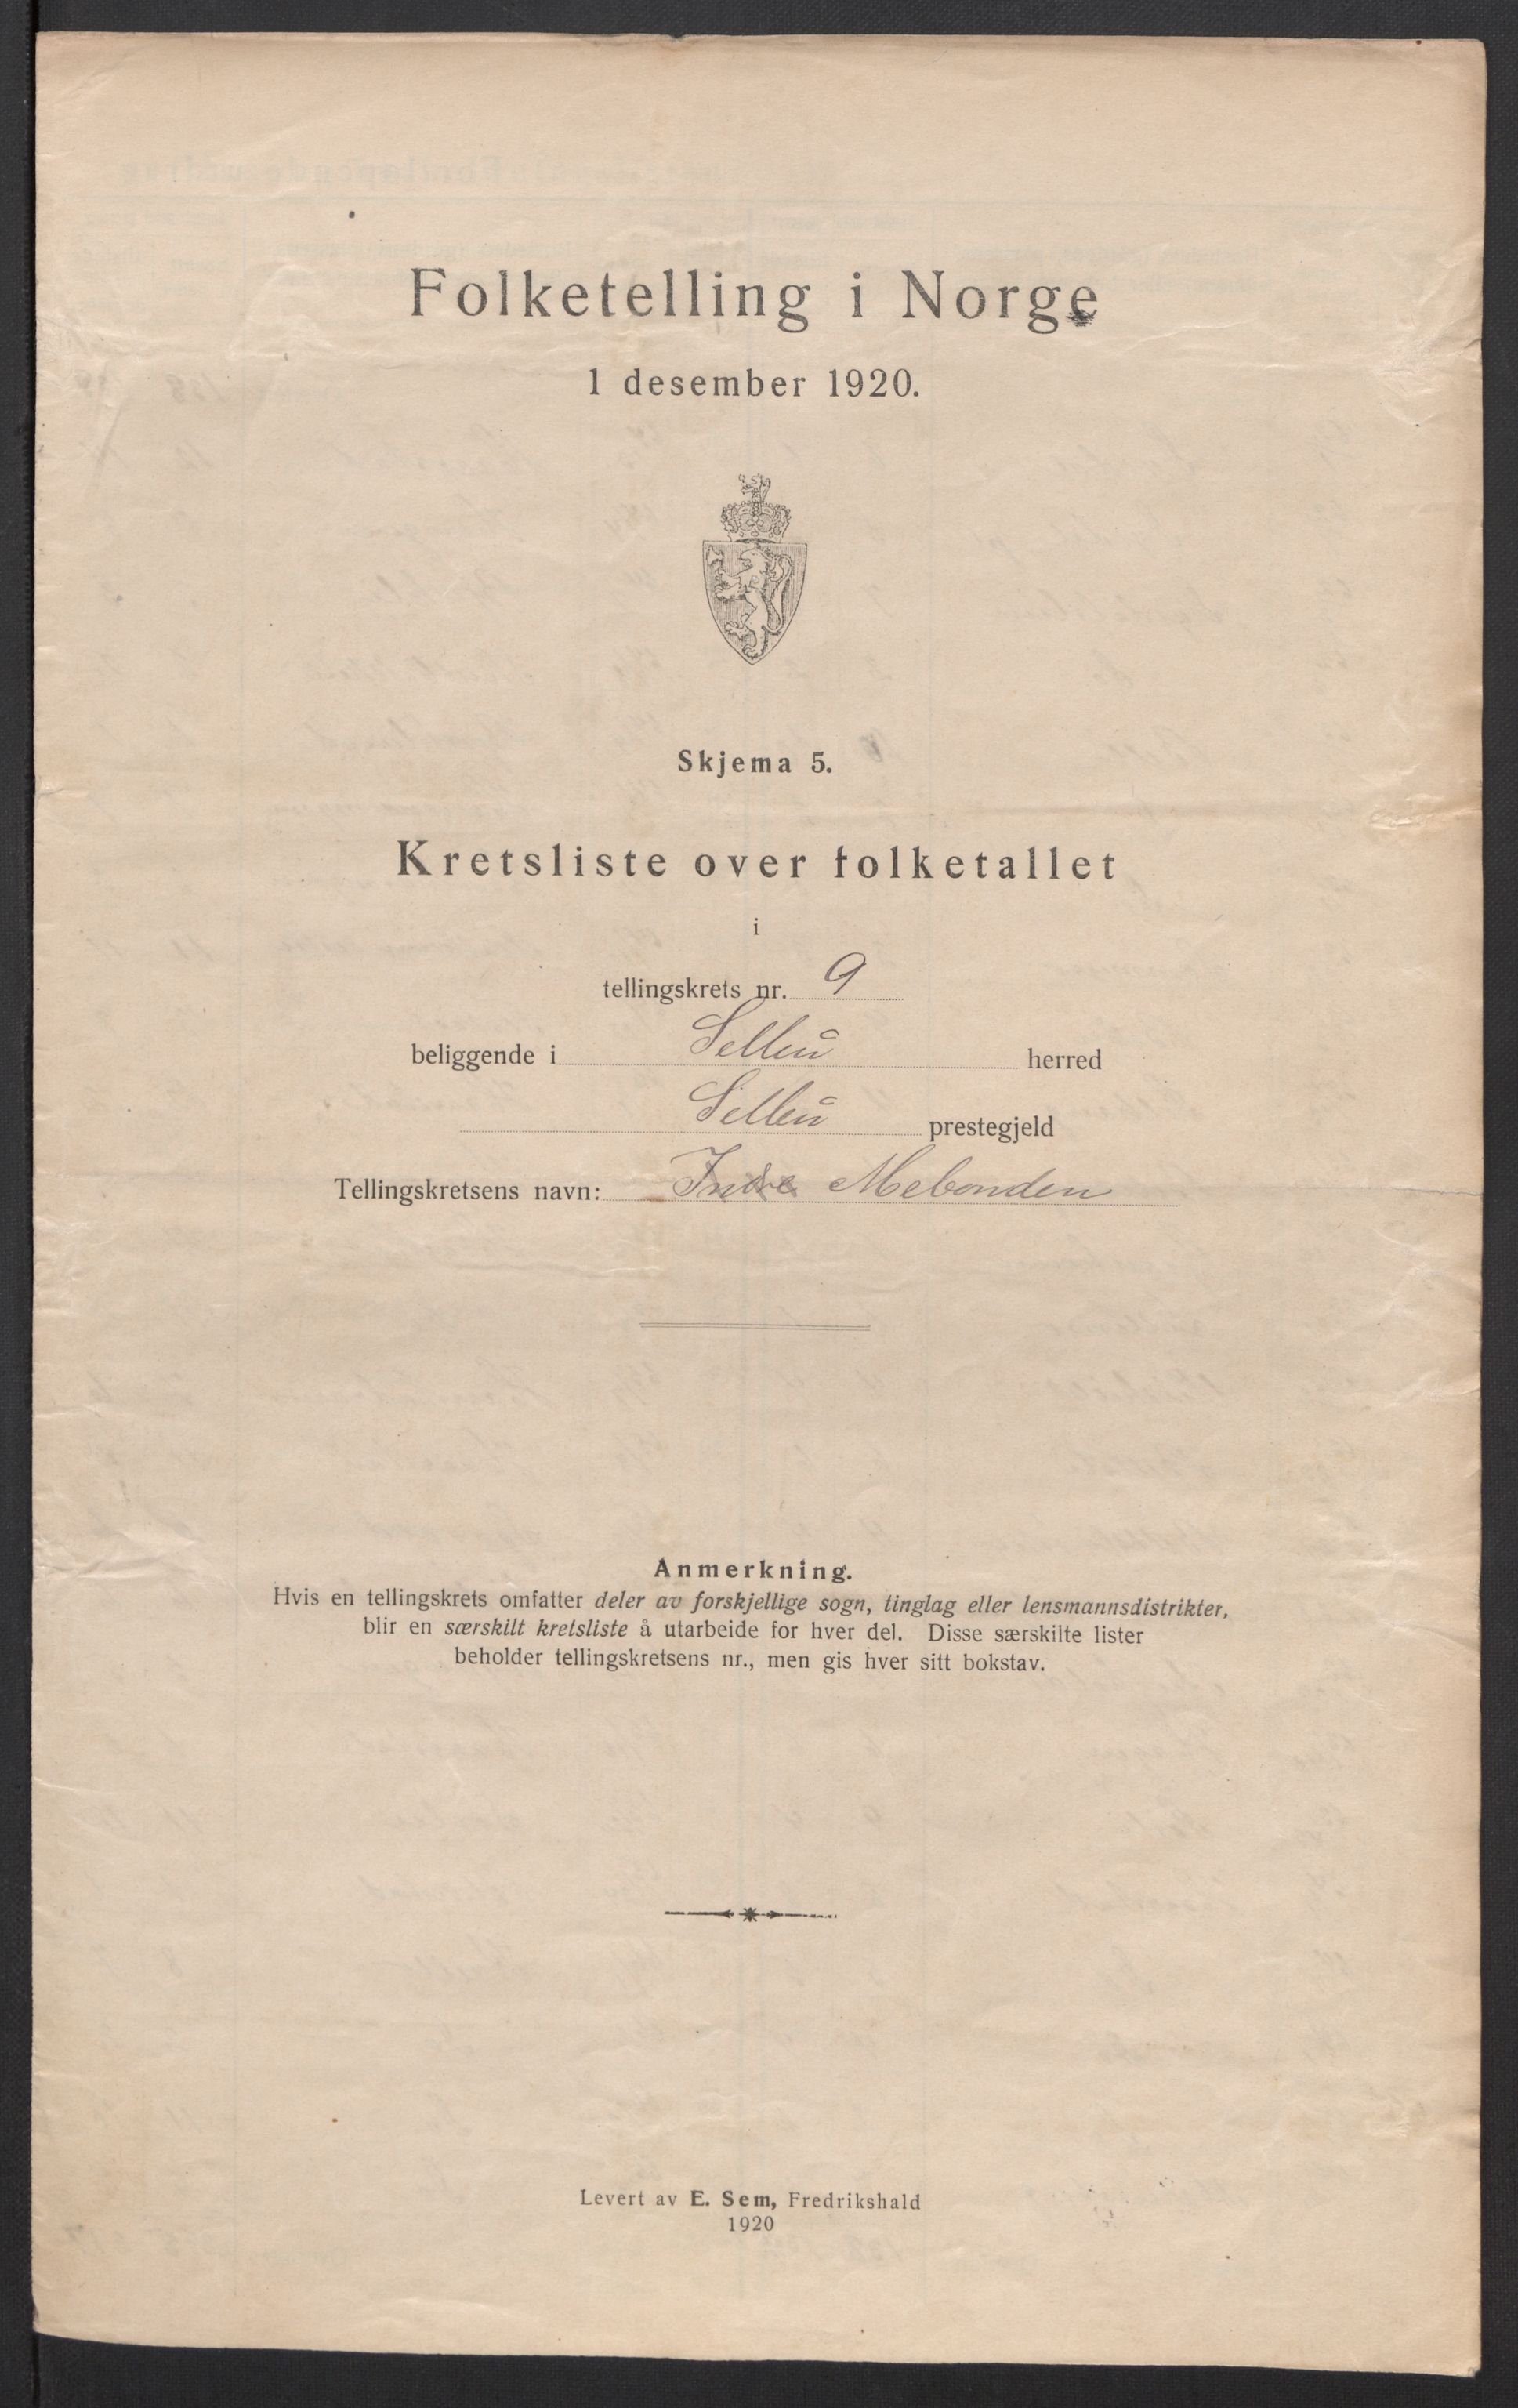 Folketelling i Norge
1 desember 1920.
Skjema 5.
Kretsliste over folketallet
i
tellingskrets nr. 9
beliggende i Selbu herred
Selbu prestegjeld
Tellingskretsens navn: Indre Mebonden
Anmerkning.
Hvis en tellingskrets omfatter deler av forskjellige sogn, tinglag eller lensmannsdistrikter,
blir en særskilt kretsliste å utarbeide for hver del. Disse særskilte lister
beholder tellingskretsens nr., men gis hver sitt bokstav.
Levert av E. Sem, Fredrikshald
1920